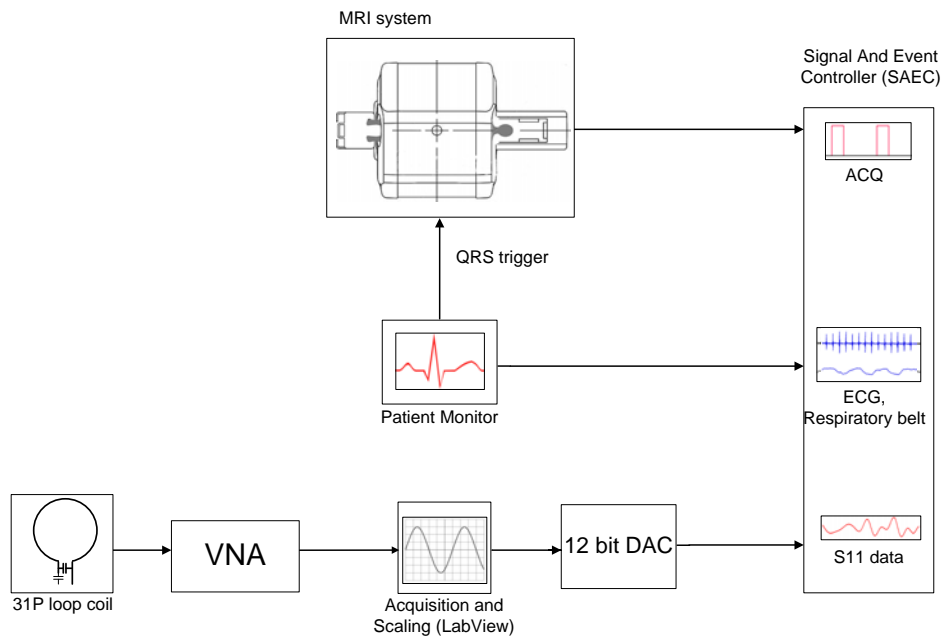 MRI system
Signal And Event
Controller (SAEC)
ACQ
QRS trigger
Patient Monitor
ECG,
Respiratory belt
31P loop coil
VNA
Acquisition and
Scaling (LabView)
12 bit DAC
S11 data